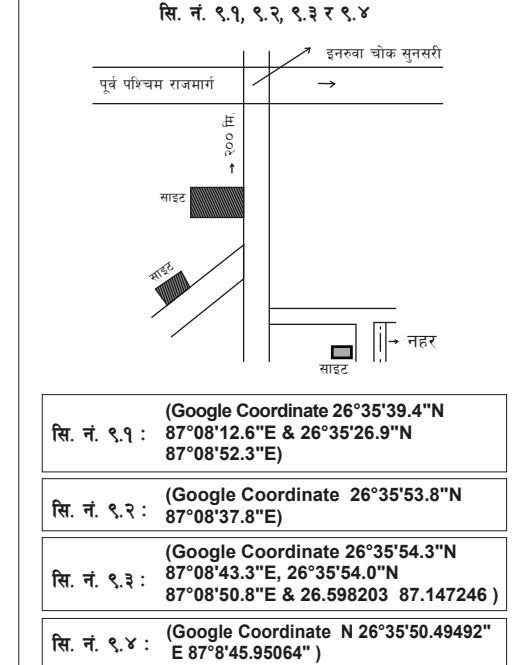 सि. नं. ९.१, ९.२, ९.३ र ९.४
इनरुवा चोक सुनसरी
पूर्व पश्चिम राजमार्ग
→ २०० मि.
साइट
साइट
नहर
साइट
सि. नं. ९.१ : (Google Coordinate 26°35'39.4"N
87°08'12.6"E & 26°35'26.9"N
87°08'52.3"E)
सि. नं. ९.२ : (Google Coordinate 26°35'53.8"N
87°08'37.8"E)
सि. नं. ९.३ : (Google Coordinate 26°35'54.3"N
87°08'43.3"E, 26°35'54.0"N
87°08'50.8"E & 26.598203 87.147246 )
सि. नं. ९.४ : (Google Coordinate N 26°35'50.49492"
E 87°8'45.95064" )